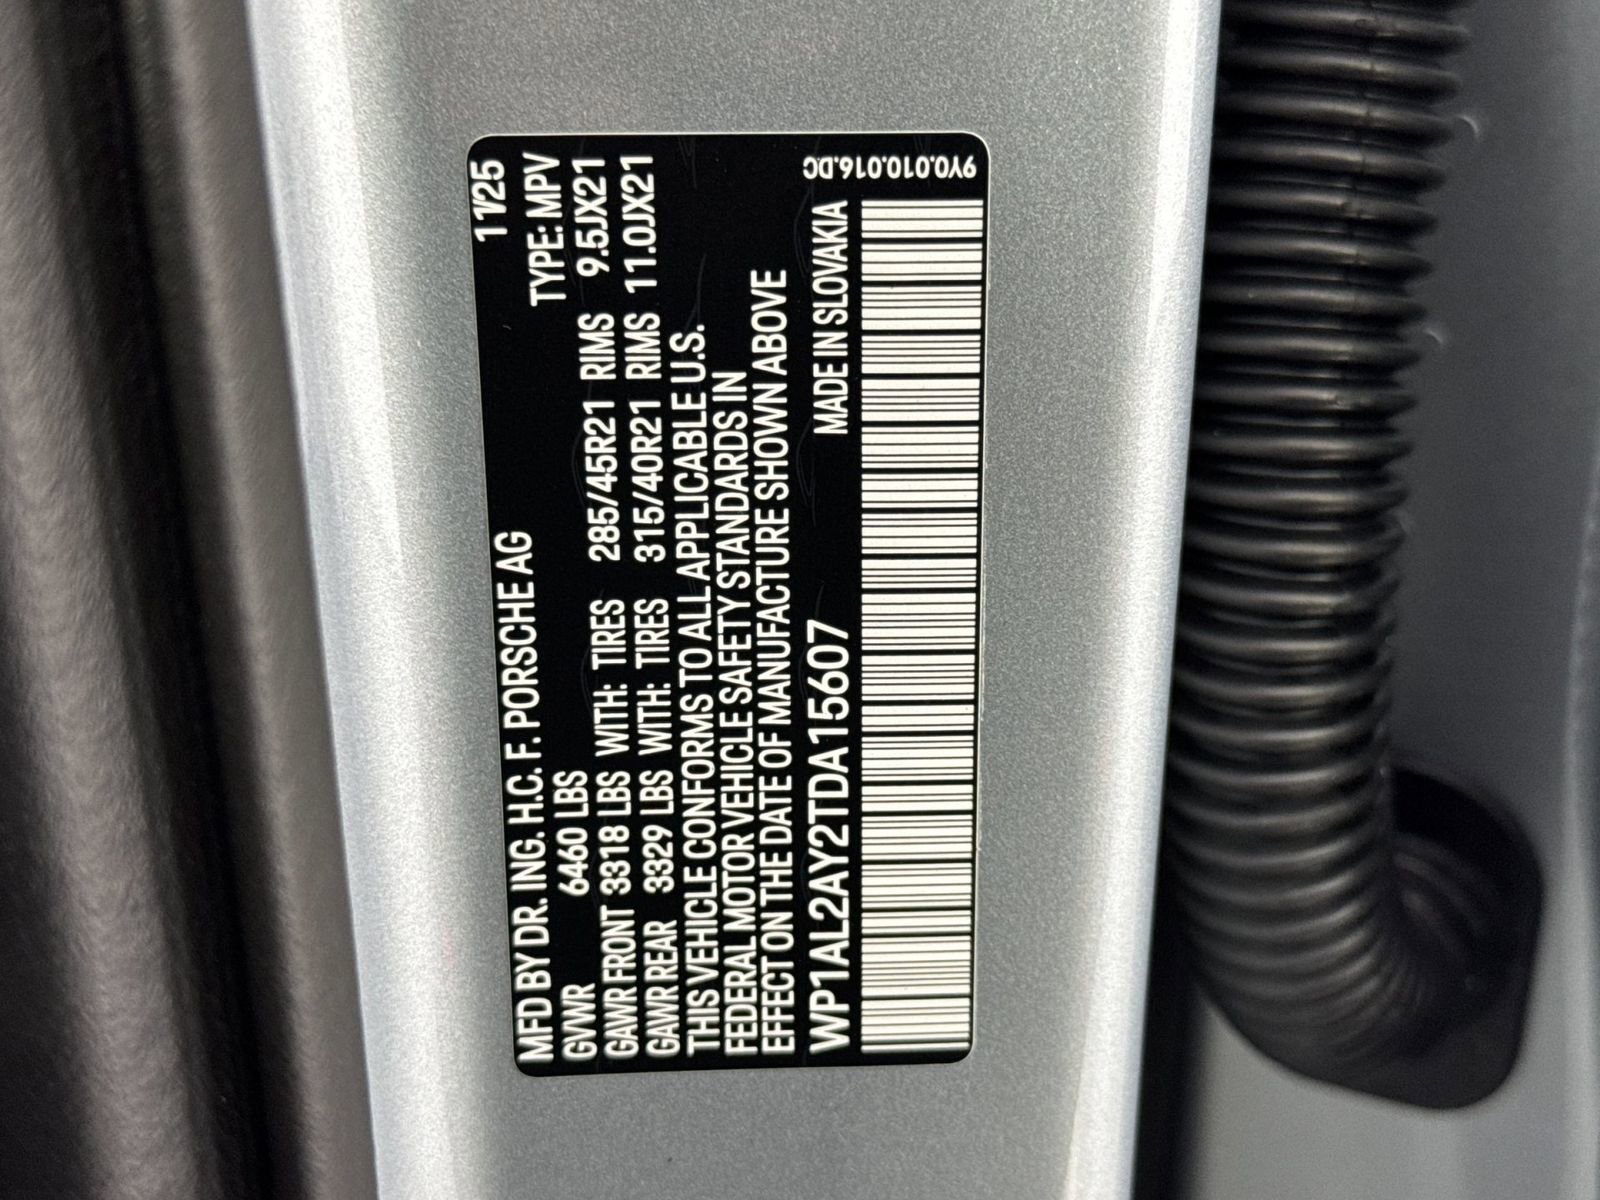 11/25
MFD BY DR. ING. H.C. F. PORSCHE AG
TYPE: MPV
GVWR 6460 LBS
GAWR FRONT 3318 LBS WITH: TIRES 285/45R21 RIMS 9.5JX21
GAWR REAR 3329 LBS WITH: TIRES 315/40R21 RIMS 11.0JX21
THIS VEHICLE CONFORMS TO ALL APPLICABLE U.S.
FEDERAL MOTOR VEHICLE SAFETY STANDARDS IN
EFFECT ON THE DATE OF MANUFACTURE SHOWN ABOVE
WP1AL2AY2TDA15607 MADE IN SLOVAKIA
9Y0.010.016.DC